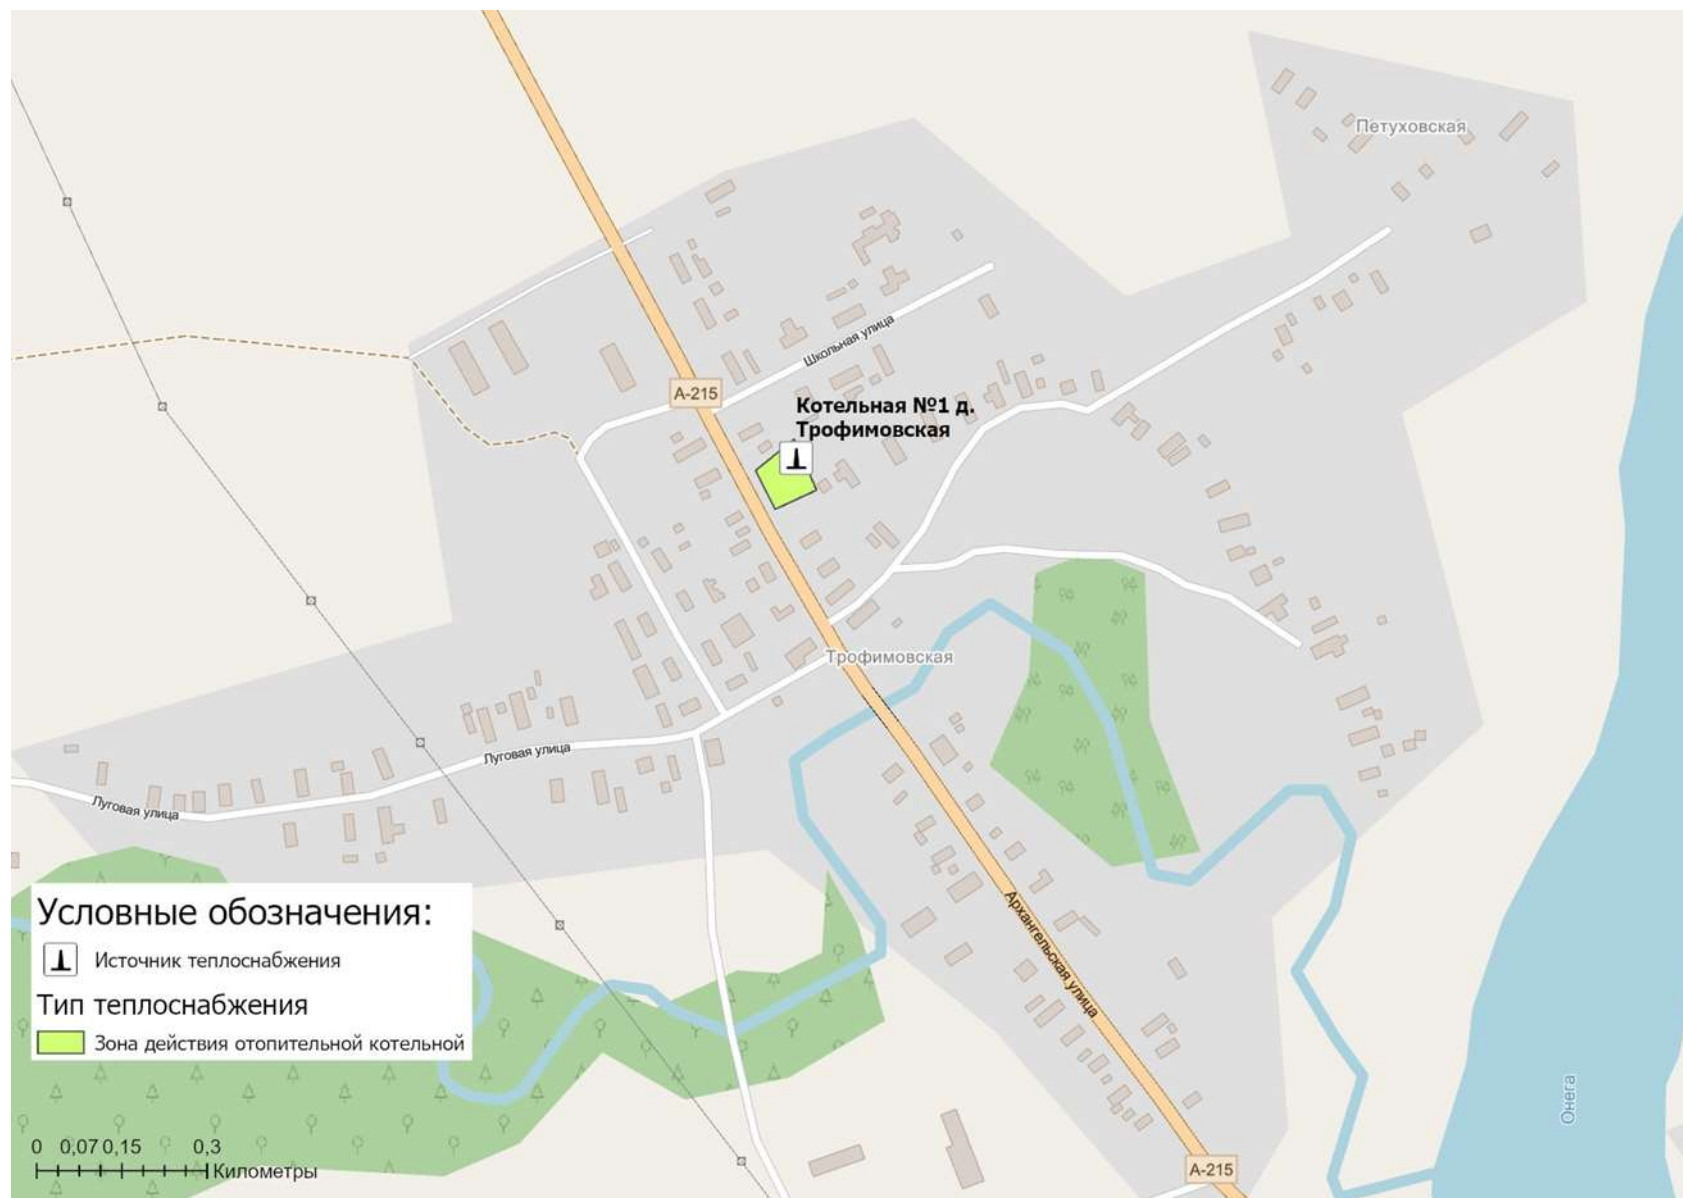 Петуховская
Школьная улица
А-215
Котельная №1 д.
Трофимовская
Трофимовская
Луговая улица
Луговая улица
Архангельская улица
Условные обозначения:
Источник теплоснабжения
Тип теплоснабжения
Зона действия отопительной котельной
Онега
0 0,07 0,15 0,3
Километры
А-215